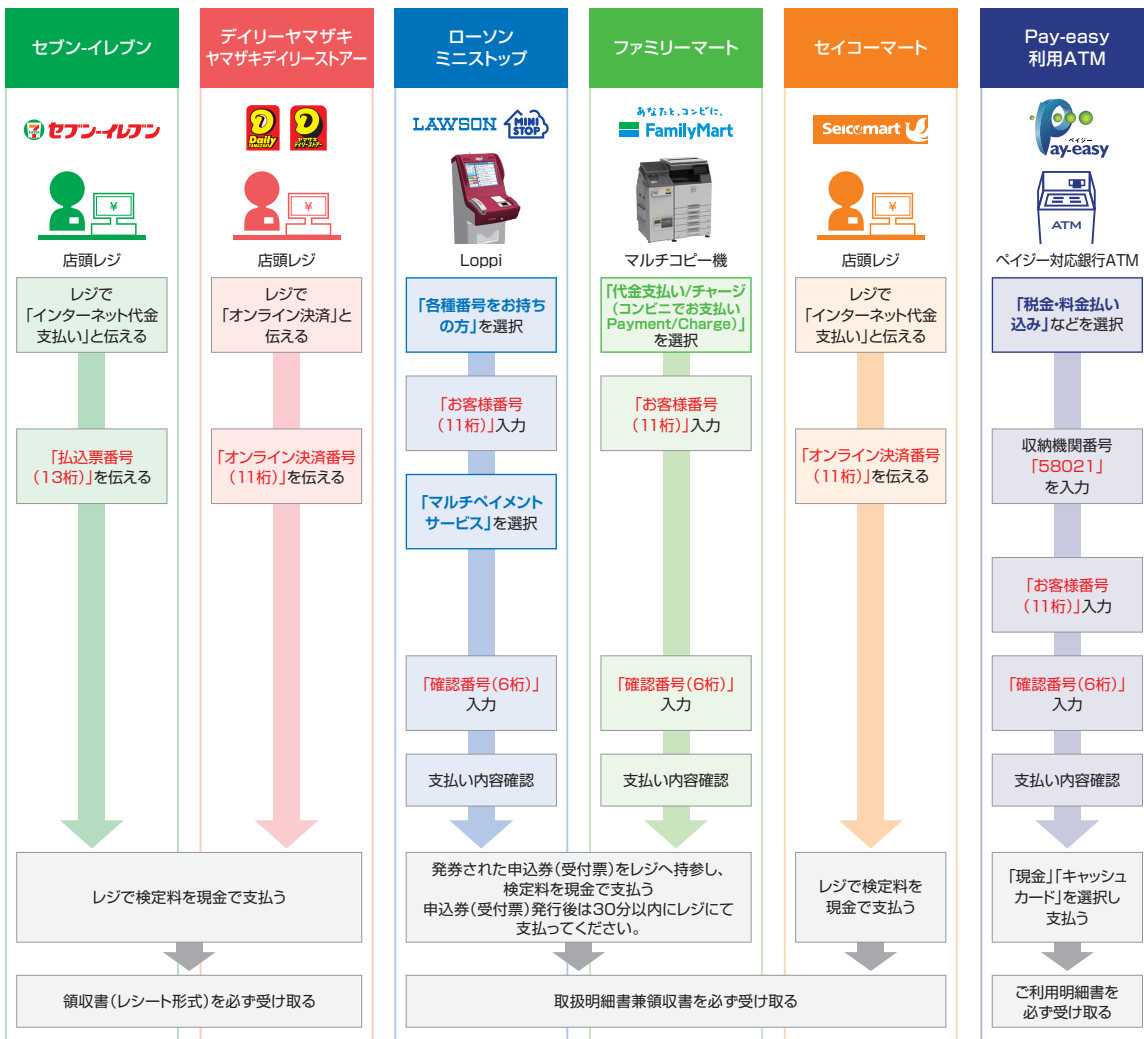 セブン-イレブン
デイリーヤマザキ
ヤマザキデイリーストアー
ローソン
ミニストップ
ファミリーマート
セイコーマート
Pay-easy
利用ATM
7
ELEVEN
セブン-イレブン
Daily
YAMAZAKI
ヤマザキ
デイリーストアー
LAWSON
MINI
STOP
あなたと、コンビに、
FamilyMart
Seicomart
ペイジー
Pay-easy
¥
¥
¥
ATM
店頭レジ
店頭レジ
Loppi
マルチコピー機
店頭レジ
ペイジー対応銀行ATM
レジで
「インターネット代金
支払い」と伝える
レジで
「オンライン決済」と
伝える
「各種番号をお持ち
の方」を選択
「代金支払い/チャージ
(コンビニでお支払い
Payment/Charge)」
を選択
レジで
「インターネット代金
支払い」と伝える
「税金・料金払い
込み」などを選択
「お客様番号
(11桁)」入力
「お客様番号
(11桁)」入力
「払込票番号
(13桁)」を伝える
「オンライン決済番号
(11桁)」を伝える
「オンライン決済番号
(11桁)」を伝える
収納機関番号
「58021」
を入力
「マルチペイメント
サービス」を選択
「お客様番号
(11桁)」入力
「確認番号(6桁)」
入力
「確認番号(6桁)」
入力
「確認番号(6桁)」
入力
支払い内容確認
支払い内容確認
支払い内容確認
レジで検定料を現金で支払う
発券された申込券(受付票)をレジへ持参し、
検定料を現金で支払う
申込券(受付票)発行後は30分以内にレジにて
支払ってください。
レジで検定料を
現金で支払う
「現金」「キャッシュ
カード」を選択し
支払う
領収書(レシート形式)を必ず受け取る
取扱明細書兼領収書を必ず受け取る
ご利用明細書を
必ず受け取る